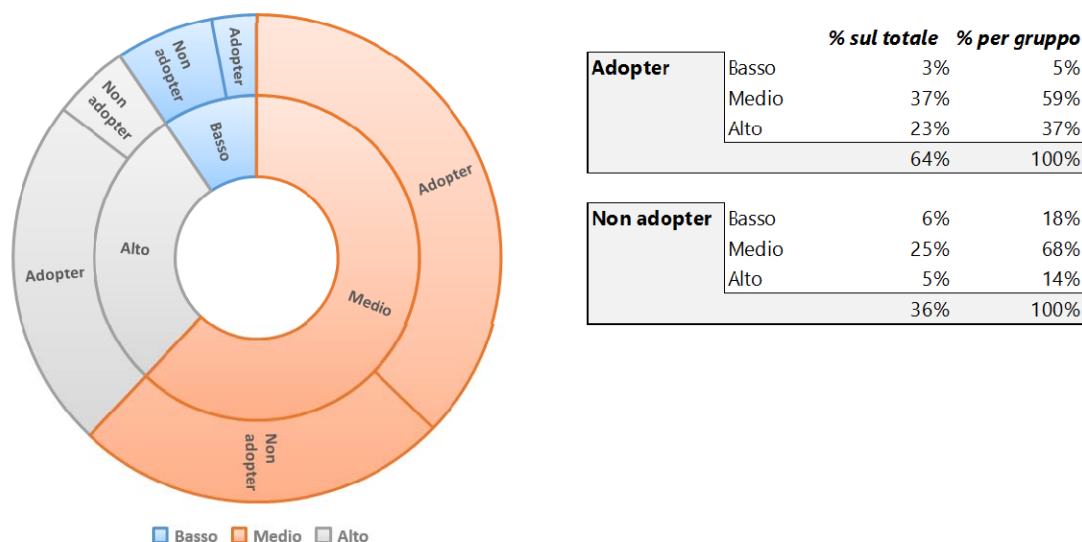 Non
adopter
Adopter
Non
adopter
Basso
Adopter
Alto
Adopter
Medio
Non
adopter
Basso Medio Alto
% sul totale % per gruppo
Adopter Basso 3% 5%
Medio 37% 59%
Alto 23% 37%
64% 100%
Non adopter Basso 6% 18%
Medio 25% 68%
Alto 5% 14%
36% 100%